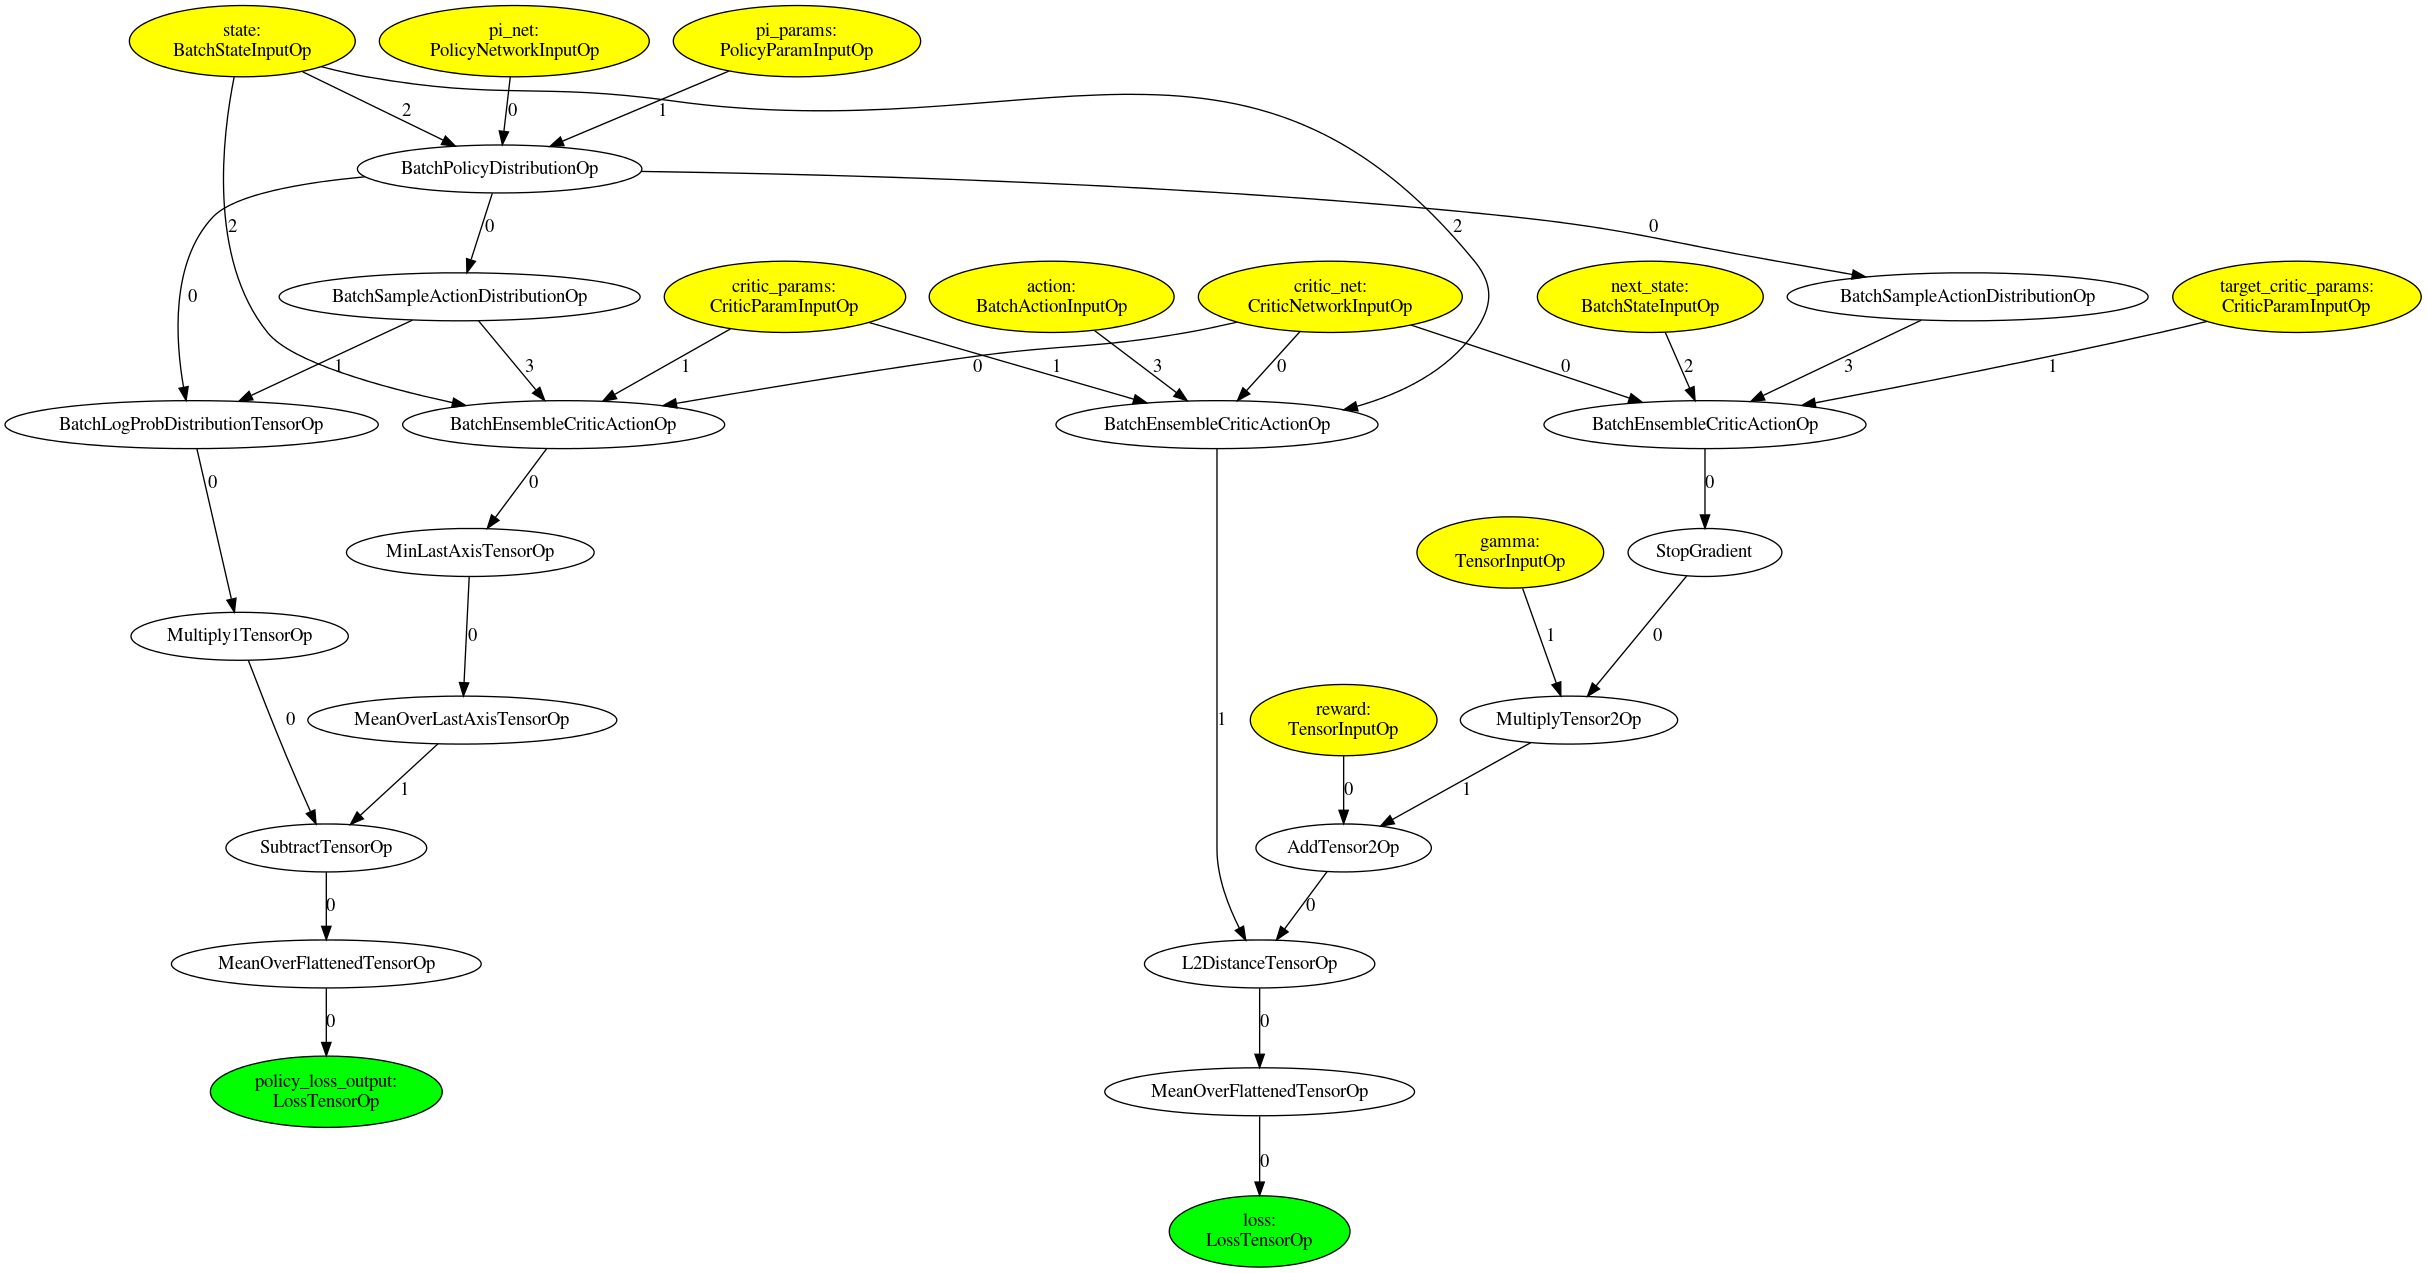 state:
BatchStateInputOp
pi_net:
PolicyNetworkInputOp
pi_params:
PolicyParamInputOp
2
0
1
BatchPolicyDistributionOp
2
0
2
0
0
BatchSampleActionDistributionOp
critic_params:
CriticParamInputOp
action:
BatchActionInputOp
critic_net:
CriticNetworkInputOp
next_state:
BatchStateInputOp
BatchSampleActionDistributionOp
target_critic_params:
CriticParamInputOp
1
3
1
0
1
3
0
0
2
3
1
BatchLogProbDistributionTensorOp
BatchEnsembleCriticActionOp
BatchEnsembleCriticActionOp
BatchEnsembleCriticActionOp
0
0
0
MinLastAxisTensorOp
gamma:
TensorInputOp
StopGradient
Multiply1TensorOp
0
1
0
0
MeanOverLastAxisTensorOp
1
reward:
TensorInputOp
MultiplyTensor2Op
1
0
1
SubtractTensorOp
AddTensor2Op
0
0
MeanOverFlattenedTensorOp
L2DistanceTensorOp
0
0
policy_loss_output:
LossTensorOp
MeanOverFlattenedTensorOp
0
loss:
LossTensorOp